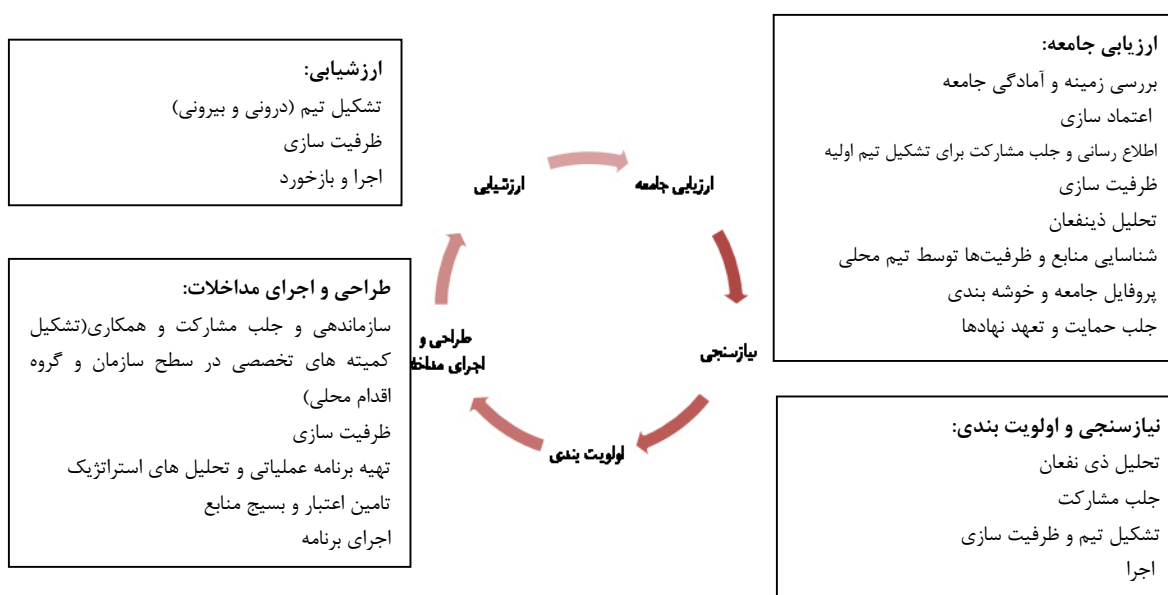 ارزیابی جامعه:
بررسی زمینه و آمادگی جامعه
اعتماد سازی
اطلاع رسانی و جلب مشارکت برای تشکیل تیم اولیه
ظرفیت سازی
تحلیل ذینفعان
شناسایی منابع و ظرفیت‌ها توسط تیم محلی
پروفایل جامعه و خوشه بندی
جلب حمایت و تعهد نهادها
نیازسنجی و اولویت بندی:
تحلیل ذی نفعان
جلب مشارکت
تشکیل تیم و ظرفیت سازی
اجرا
ارزیابی جامعه
نیازسنجی
اولویت بندی
طراحی و
اجرای مداخلا
ارزشیابی
ارزشیابی:
تشکیل تیم (درونی و بیرونی)
ظرفیت سازی
اجرا و بازخورد
طراحی و اجرای مداخلات:
سازماندهی و جلب مشارکت و همکاری(تشکیل
کمیته های تخصصی در سطح سازمان و گروه
اقدام محلی)
ظرفیت سازی
تهیه برنامه عملیاتی و تحلیل های استراتژیک
تامین اعتبار و بسیج منابع
اجرای برنامه